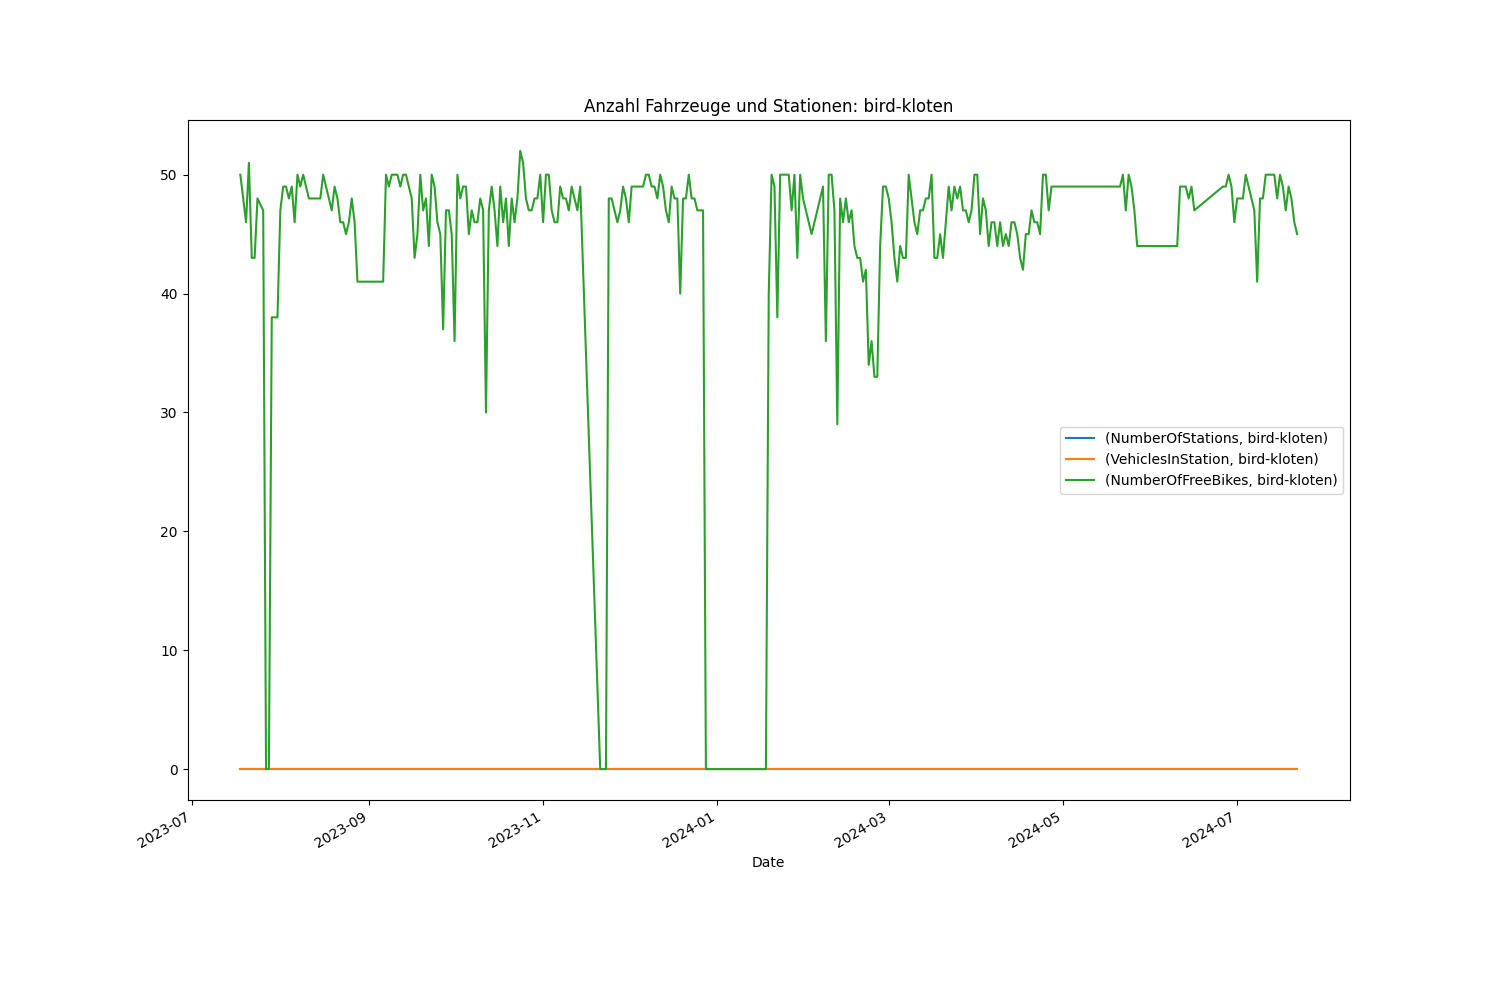 Anzahl Fahrzeuge und Stationen: bird-kloten
50
40
30
20
10
0
(NumberOfStations, bird-kloten)
(VehiclesInStation, bird-kloten)
(NumberOfFreeBikes, bird-kloten)
2023-07
2023-09
2023-11
2024-01
2024-03
2024-05
2024-07
Date